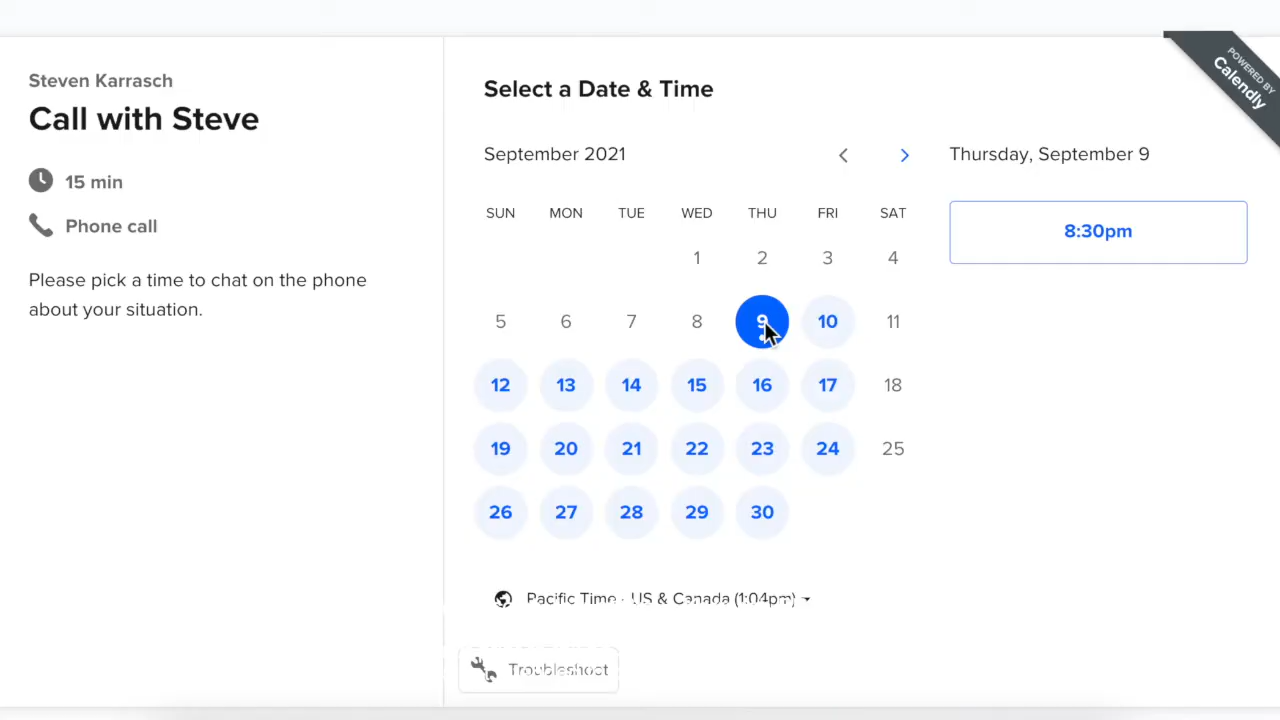 Steven Karrasch
Call with Steve
15 min
Phone call
Please pick a time to chat on the phone
about your situation.
Select a Date & Time
September 2021
SUN MON TUE WED THU FRI SAT
1 2 3 4
5 6 7 8 9 10 11
12 13 14 15 16 17 18
19 20 21 22 23 24 25
26 27 28 29 30
Pacific Time - US & Canada (1:04pm)
Troubleshoot
Thursday, September 9
8:30pm
POWERED BY
Calendly